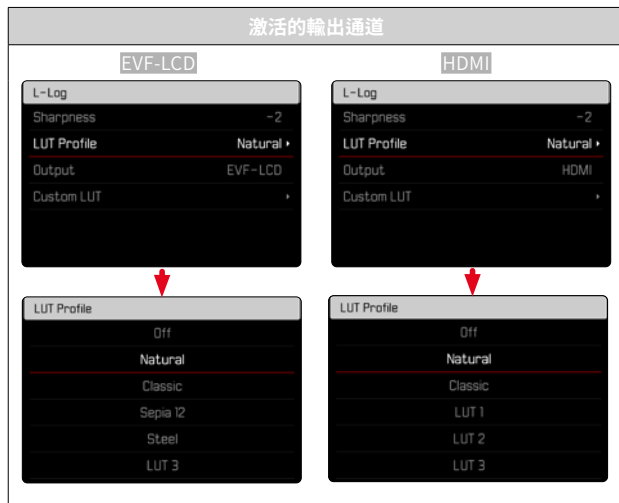 激活的輸出通道
EVF-LCD
L-Log
Sharpness -2
LUT Profile Natural
Output EVF-LCD
Custom LUT
LUT Profile
Off
Natural
Classic
Sepia 12
Steel
LUT 3
HDMI
L-Log
Sharpness -2
LUT Profile Natural
Output HDMI
Custom LUT
LUT Profile
Off
Natural
Classic
LUT 1
LUT 2
LUT 3